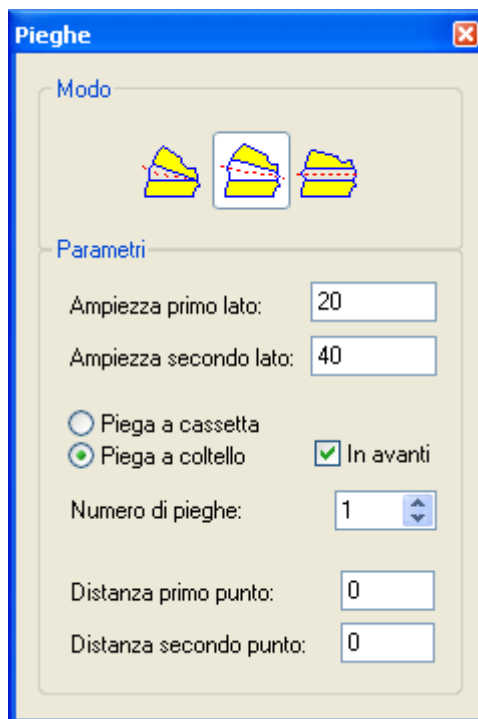 Pieghe
Modo
Parametri
Ampiezza primo lato: 20
Ampiezza secondo lato: 40
Piega a cassetta
Piega a coltello In avanti
Numero di pieghe: 1
Distanza primo punto: 0
Distanza secondo punto: 0